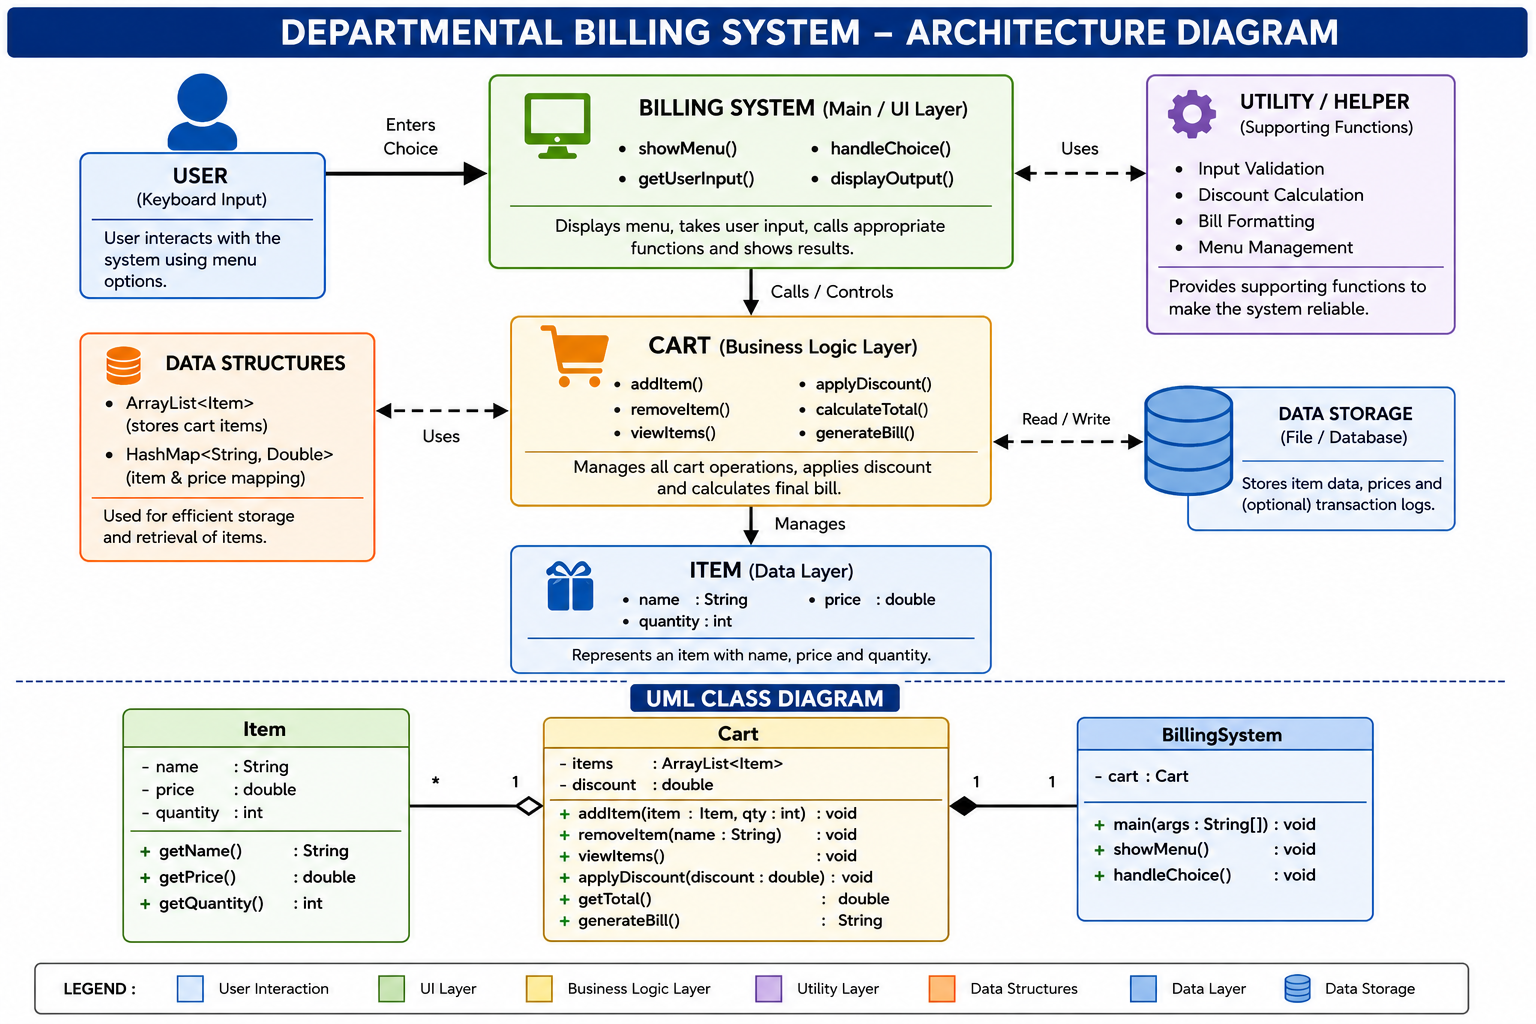 DEPARTMENTAL BILLING SYSTEM – ARCHITECTURE DIAGRAM
USER
(Keyboard Input)
User interacts with the
system using menu
options.
Enters
Choice
BILLING SYSTEM (Main / UI Layer)
• showMenu()
• handleChoice()
• getUserInput()
• displayOutput()
Displays menu, takes user input, calls appropriate
functions and shows results.
Uses
UTILITY / HELPER
(Supporting Functions)
• Input Validation
• Discount Calculation
• Bill Formatting
• Menu Management
Provides supporting functions to
make the system reliable.
Calls / Controls
DATA STRUCTURES
• ArrayList<Item>
(stores cart items)
• HashMap<String, Double>
(item & price mapping)
Used for efficient storage
and retrieval of items.
Uses
CART (Business Logic Layer)
• addItem()
• applyDiscount()
• removeItem()
• calculateTotal()
• viewItems()
• generateBill()
Manages all cart operations, applies discount
and calculates final bill.
Read / Write
DATA STORAGE
(File / Database)
Stores item data, prices and
(optional) transaction logs.
Manages
ITEM (Data Layer)
• name : String
• price : double
• quantity : int
Represents an item with name, price and quantity.
UML CLASS DIAGRAM
Item
- name : String
- price : double
- quantity : int
+ getName() : String
+ getPrice() : double
+ getQuantity() : int
* 1
Cart
- items : ArrayList<Item>
- discount : double
+ addItem(item : Item, qty : int) : void
+ removeItem(name : String) : void
+ viewItems() : void
+ applyDiscount(discount : double) : void
+ getTotal() : double
+ generateBill() : String
1 1
BillingSystem
- cart : Cart
+ main(args : String[]) : void
+ showMenu() : void
+ handleChoice() : void
LEGEND : User Interaction UI Layer Business Logic Layer Utility Layer Data Structures Data Layer Data Storage